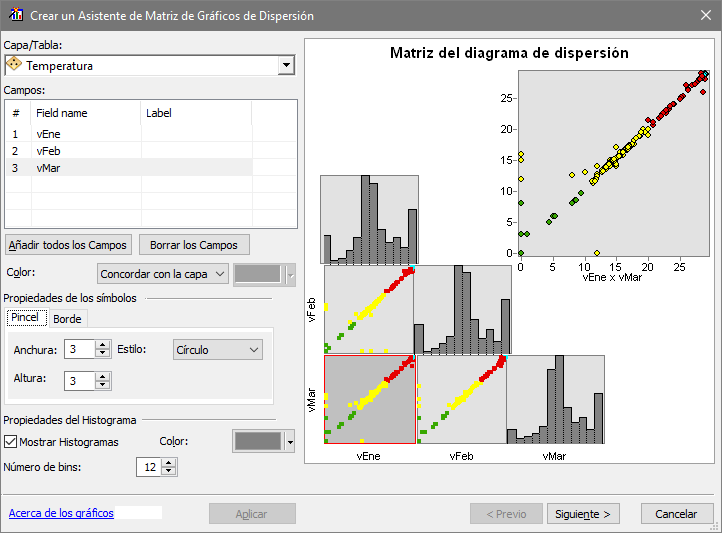 Crear un Asistente de Matriz de Gráficos de Dispersión
Capa/Tabla:
Temperatura
Campos:
# Field name Label
1 vEne
2 vFeb
3 vMar
Añadir todos los Campos Borrar los Campos
Color: Concordar con la capa
Propiedades de los símbolos
Pincel Borde
Anchura: 3 Estilo: Círculo
Altura: 3
Propiedades del Histograma
Mostrar Histogramas Color:
Número de bins: 12
Matriz del diagrama de dispersión
25
20
15
10
5
0
0 5 10 15 20 25
vEne x vMar
vFeb
vMar
vEne vFeb vMar
Acerca de los gráficos Aplicar < Previo Siguiente > Cancelar